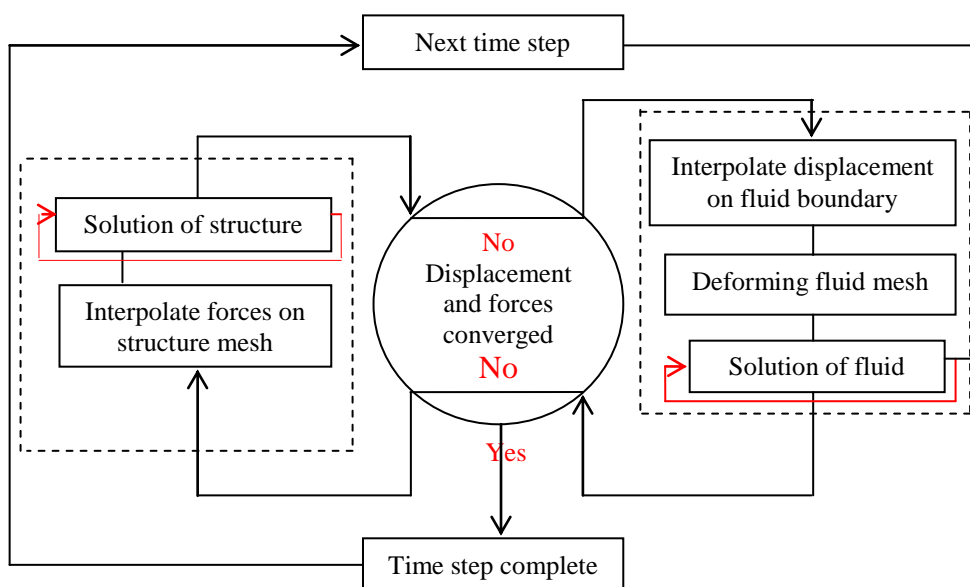 Next time step
Solution of structure
Interpolate forces on
structure mesh
No
Displacement
and forces
converged
No
Yes
Interpolate displacement
on fluid boundary
Deforming fluid mesh
Solution of fluid
Time step complete